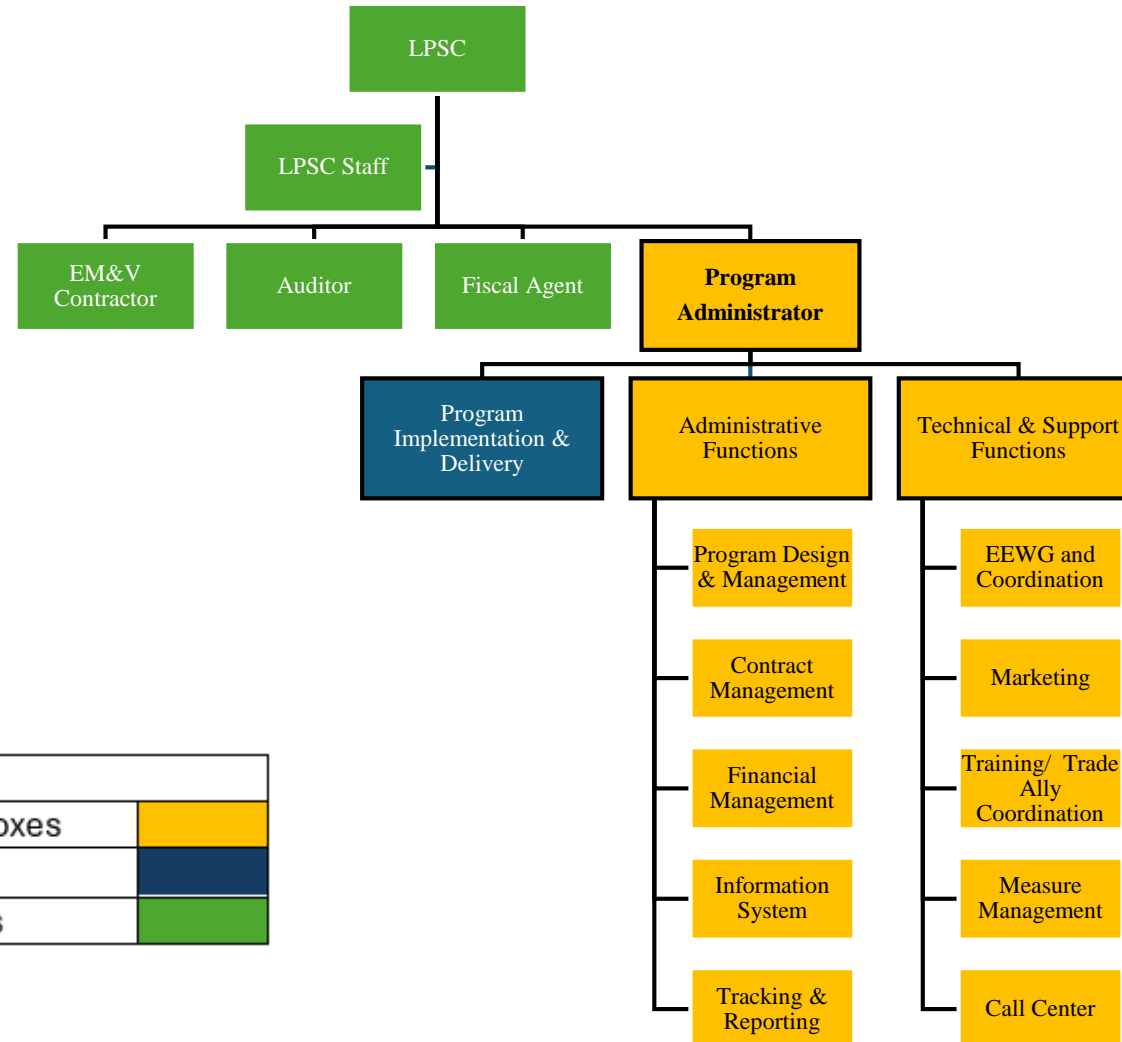 LPSC
LPSC Staff
EM&V
Contractor
Auditor
Fiscal Agent
Program
Administrator
Program
Implementation &
Delivery
Administrative
Functions
Technical & Support
Functions
Program Design
& Management
EEWG and
Coordination
Contract
Management
Marketing
Financial
Management
Training/ Trade
Ally
Coordination
Information
System
Measure
Management
Tracking &
Reporting
Call Center